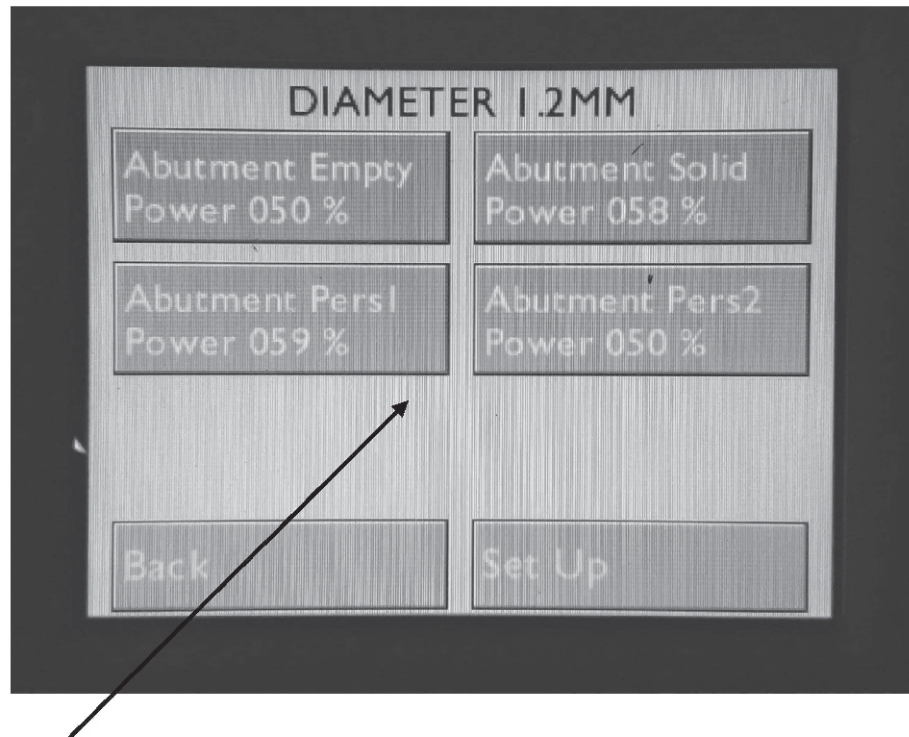 DIAMETER 1.2MM
Abutment Empty
Power 050 %
Abutment Solid
Power 058 %
Abutment Pers1
Power 059 %
Abutment Pers2
Power 050 %
Back
Set Up